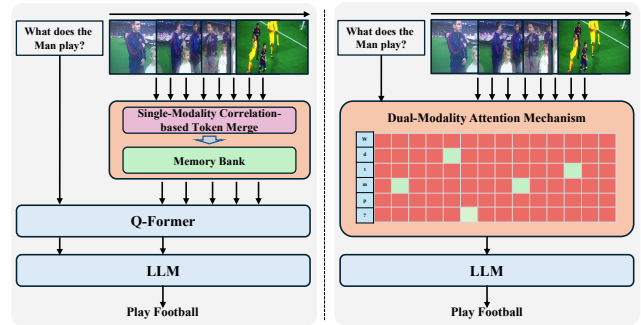 What does the
Man play?
Single-Modality Correlation-
based Token Merge
Memory Bank
Q-Former
LLM
Play Football
What does the
Man play?
Dual-Modality Attention Mechanism
W
d
t
m
p
?
LLM
Play Football